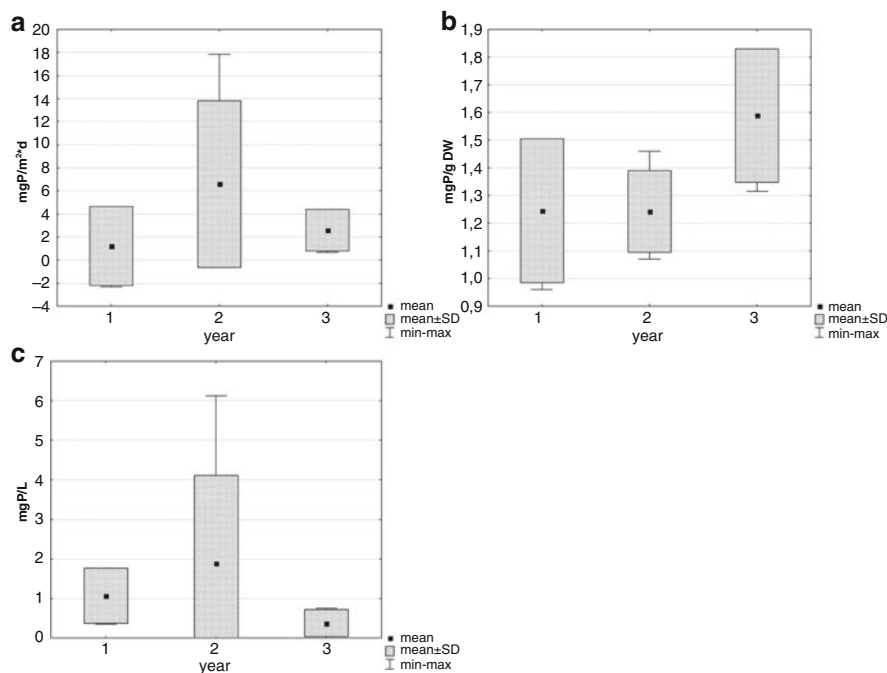 a
mgP/m²*d
20
18
16
14
12
10
8
6
4
2
0
−2
−4
1 2 3
year
mean
mean±SD
min-max
b
mgP/g DW
1,9
1,8
1,7
1,6
1,5
1,4
1,3
1,2
1,1
1,0
0,9
1 2 3
year
mean
mean±SD
min-max
c
mgP/L
7
6
5
4
3
2
1
0
1 2 3
year
mean
mean±SD
min-max